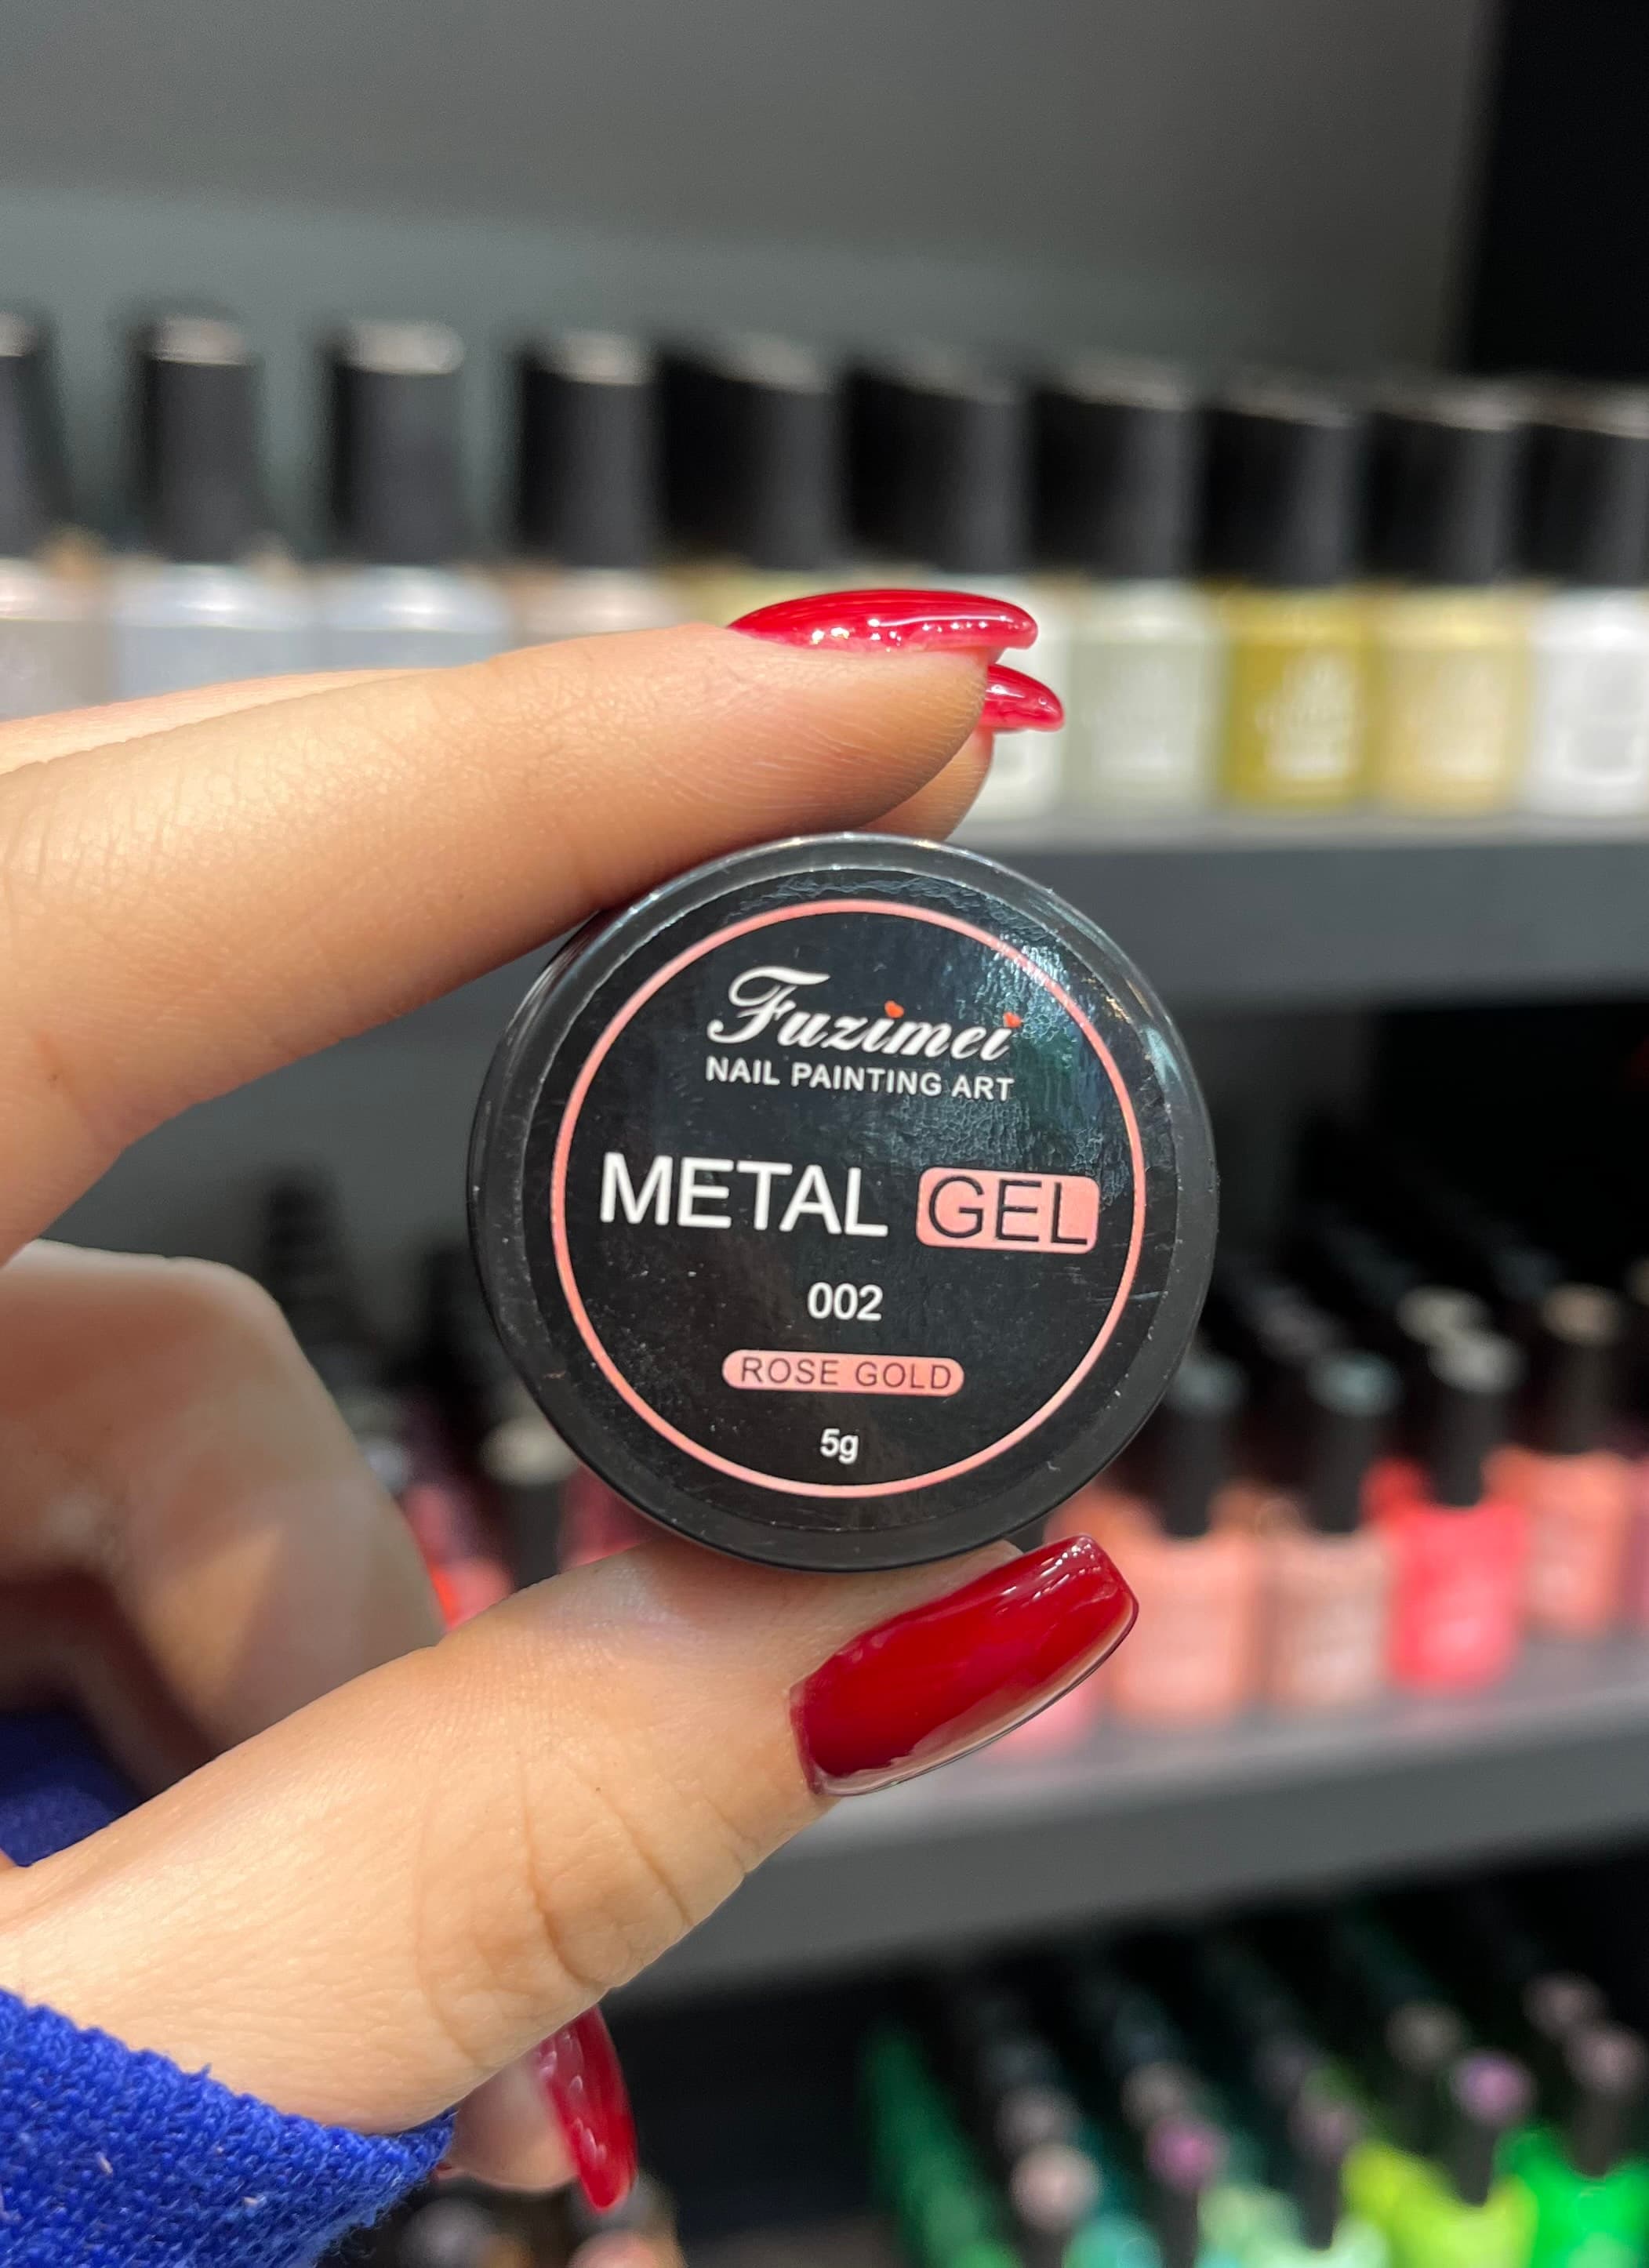 Fuzimei
NAIL PAINTING ART
METAL GEL
002
ROSE GOLD
5g